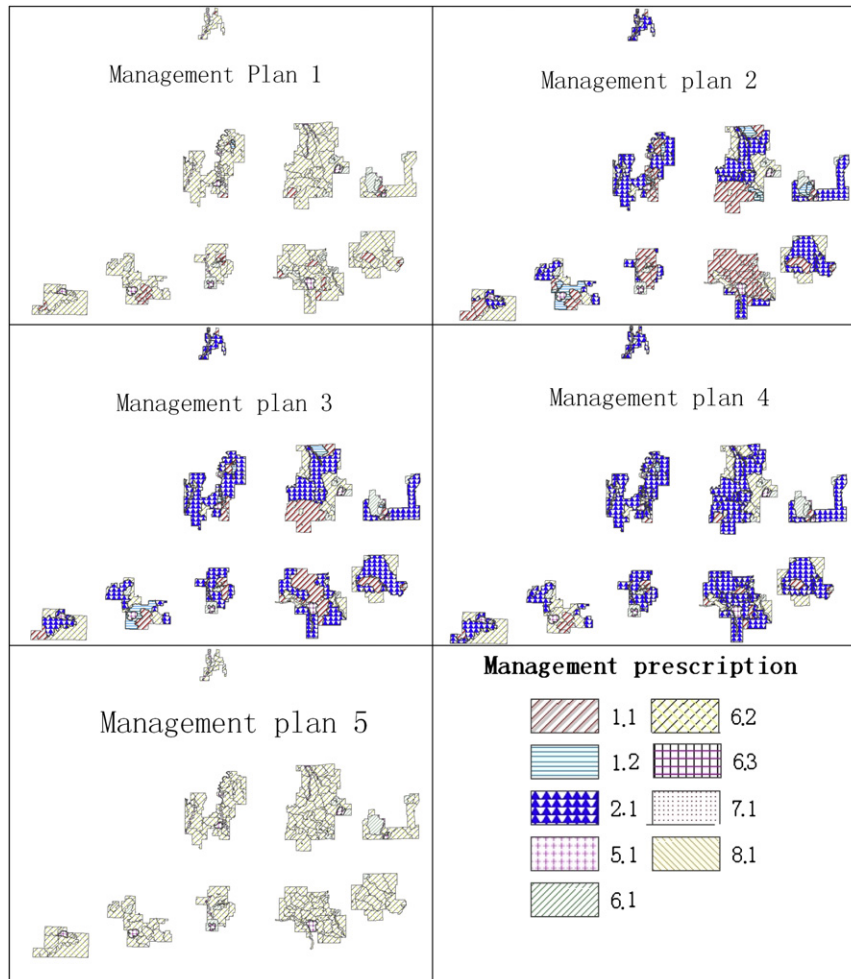 Management Plan 1
Management plan 2
Management plan 3
Management plan 4
Management plan 5
Management prescription
1.1
6.2
1.2
6.3
2.1
7.1
5.1
8.1
6.1